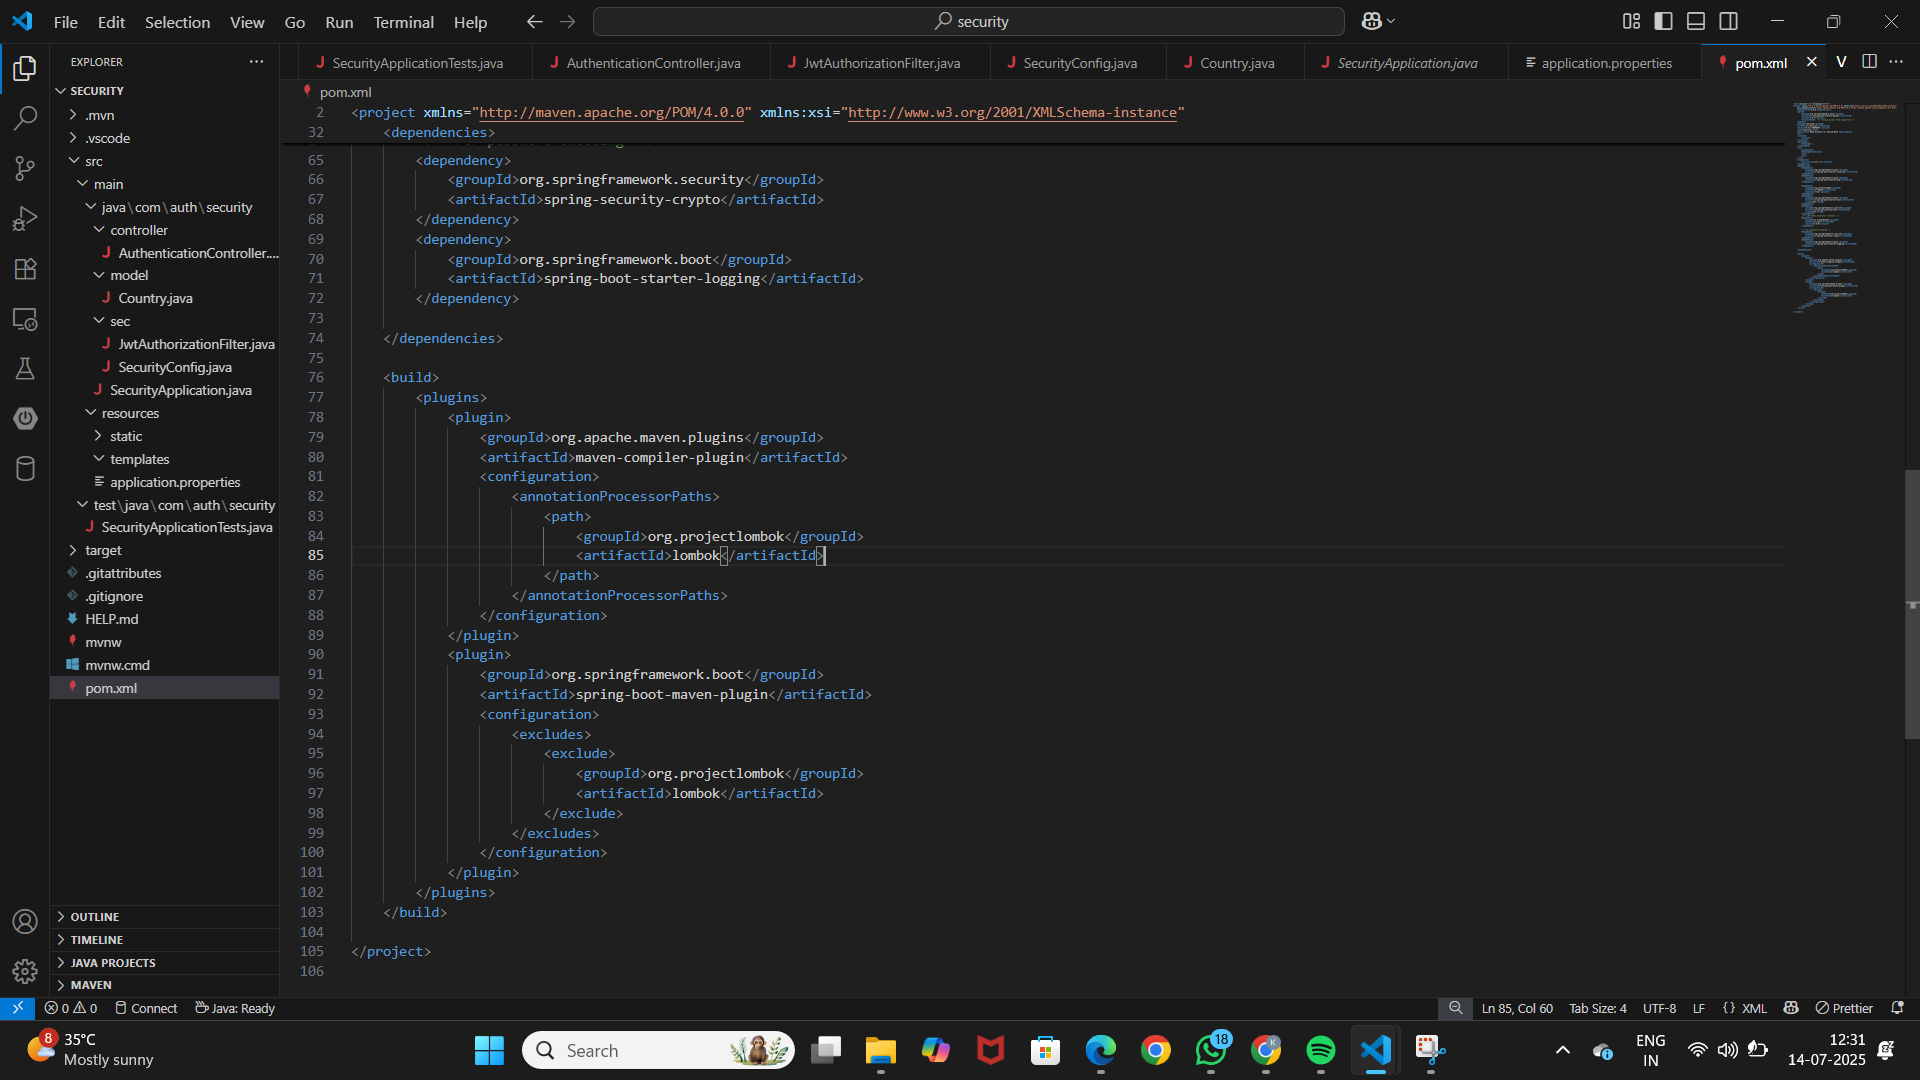 File Edit Selection View Go Run Terminal Help
security
EXPLORER
SECURITY
.mvn
.vscode
src
main
java\com\auth\security
controller
AuthenticationController....
model
Country.java
sec
JwtAuthorizationFilter.java
SecurityConfig.java
SecurityApplication.java
resources
static
templates
application.properties
test\java\com\auth\security
SecurityApplicationTests.java
target
.gitattributes
.gitignore
HELP.md
mvnw
mvnw.cmd
pom.xml
OUTLINE
TIMELINE
JAVA PROJECTS
MAVEN
SecurityApplicationTests.java AuthenticationController.java JwtAuthorizationFilter.java SecurityConfig.java Country.java SecurityApplication.java application.properties pom.xml
pom.xml
2 <project xmlns="http://maven.apache.org/POM/4.0.0" xmlns:xsi="http://www.w3.org/2001/XMLSchema-instance"
32 <dependencies>
65 <dependency>
66 <groupId>org.springframework.security</groupId>
67 <artifactId>spring-security-crypto</artifactId>
68 </dependency>
69 <dependency>
70 <groupId>org.springframework.boot</groupId>
71 <artifactId>spring-boot-starter-logging</artifactId>
72 </dependency>
73
74 </dependencies>
75
76 <build>
77 <plugins>
78 <plugin>
79 <groupId>org.apache.maven.plugins</groupId>
80 <artifactId>maven-compiler-plugin</artifactId>
81 <configuration>
82 <annotationProcessorPaths>
83 <path>
84 <groupId>org.projectlombok</groupId>
85 <artifactId>lombok</artifactId>
86 </path>
87 </annotationProcessorPaths>
88 </configuration>
89 </plugin>
90 <plugin>
91 <groupId>org.springframework.boot</groupId>
92 <artifactId>spring-boot-maven-plugin</artifactId>
93 <configuration>
94 <excludes>
95 <exclude>
96 <groupId>org.projectlombok</groupId>
97 <artifactId>lombok</artifactId>
98 </exclude>
99 </excludes>
100 </configuration>
101 </plugin>
102 </plugins>
103 </build>
104
105 </project>
106
0 0 Connect Java: Ready
Ln 85, Col 60 Tab Size: 4 UTF-8 LF {} XML Prettier
8 35°C
Mostly sunny
Search
18
ENG
IN
12:31
14-07-2025